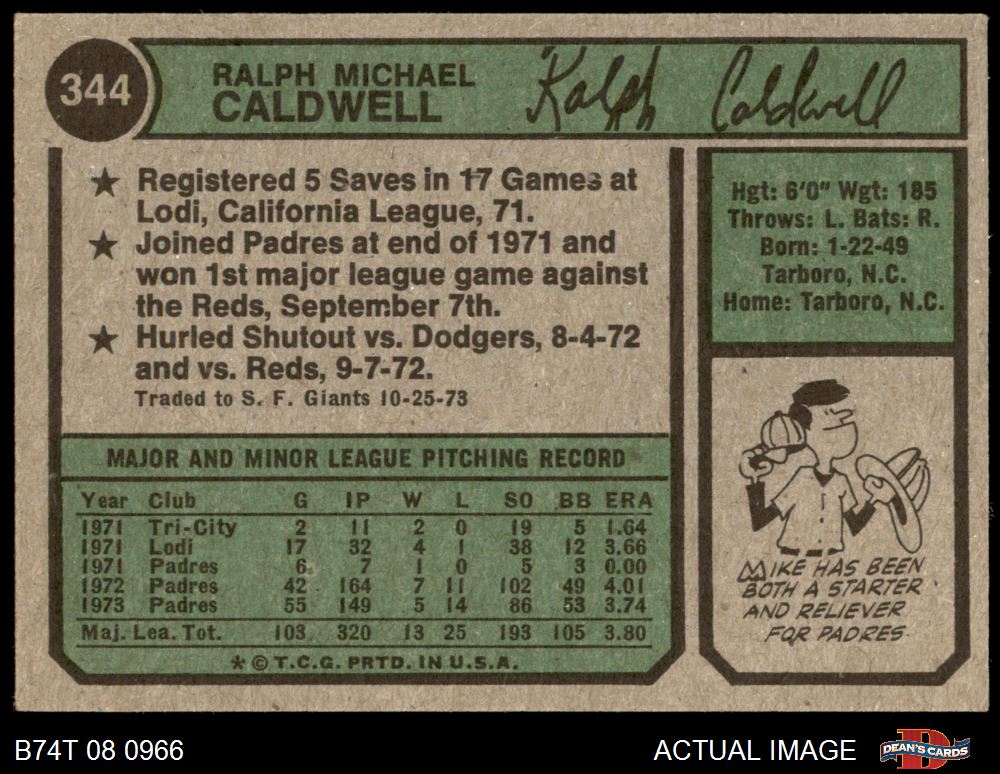 344
RALPH MICHAEL
CALDWELL
Ralph Caldwell
★ Registered 5 Saves in 17 Games at
Lodi, California League, 71.
★ Joined Padres at end of 1971 and
won 1st major league game against
the Reds, September 7th.
★ Hurled Shutout vs. Dodgers, 8-4-72
and vs. Reds, 9-7-72.
Traded to S. F. Giants 10-25-73
Hgt: 6'0" Wgt: 185
Throws: L. Bats: R.
Born: 1-22-49
Tarboro, N.C.
Home: Tarboro, N.C.
MIKE HAS BEEN
BOTH A STARTER
AND RELIEVER
FOR PADRES
MAJOR AND MINOR LEAGUE PITCHING RECORD
Year Club G IP W L SO BB ERA
1971 Tri-City 2 11 2 0 19 5 1.64
1971 Lodi 17 32 4 1 38 12 3.66
1971 Padres 6 7 1 0 5 3 0.00
1972 Padres 42 164 7 11 102 49 4.01
1973 Padres 55 149 5 14 86 53 3.74
Maj. Lea. Tot. 103 320 13 25 193 105 3.80
* © T.C.G. PRTD. IN U.S.A.
B74T 08 0966
ACTUAL IMAGE
DEAN'S CARDS